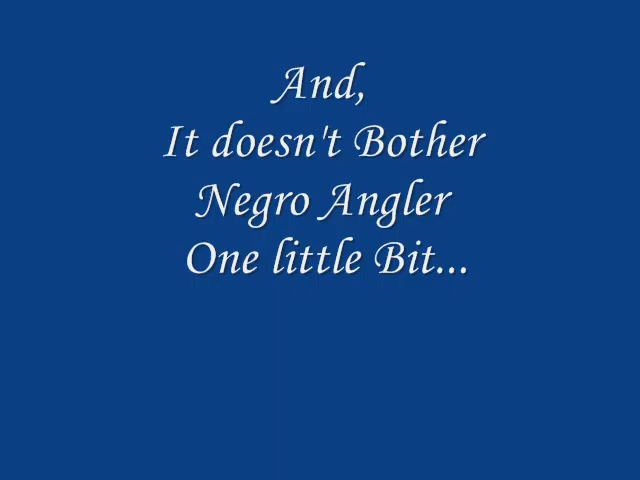 And,
It doesn't Bother
Negro Angler
One little Bit...